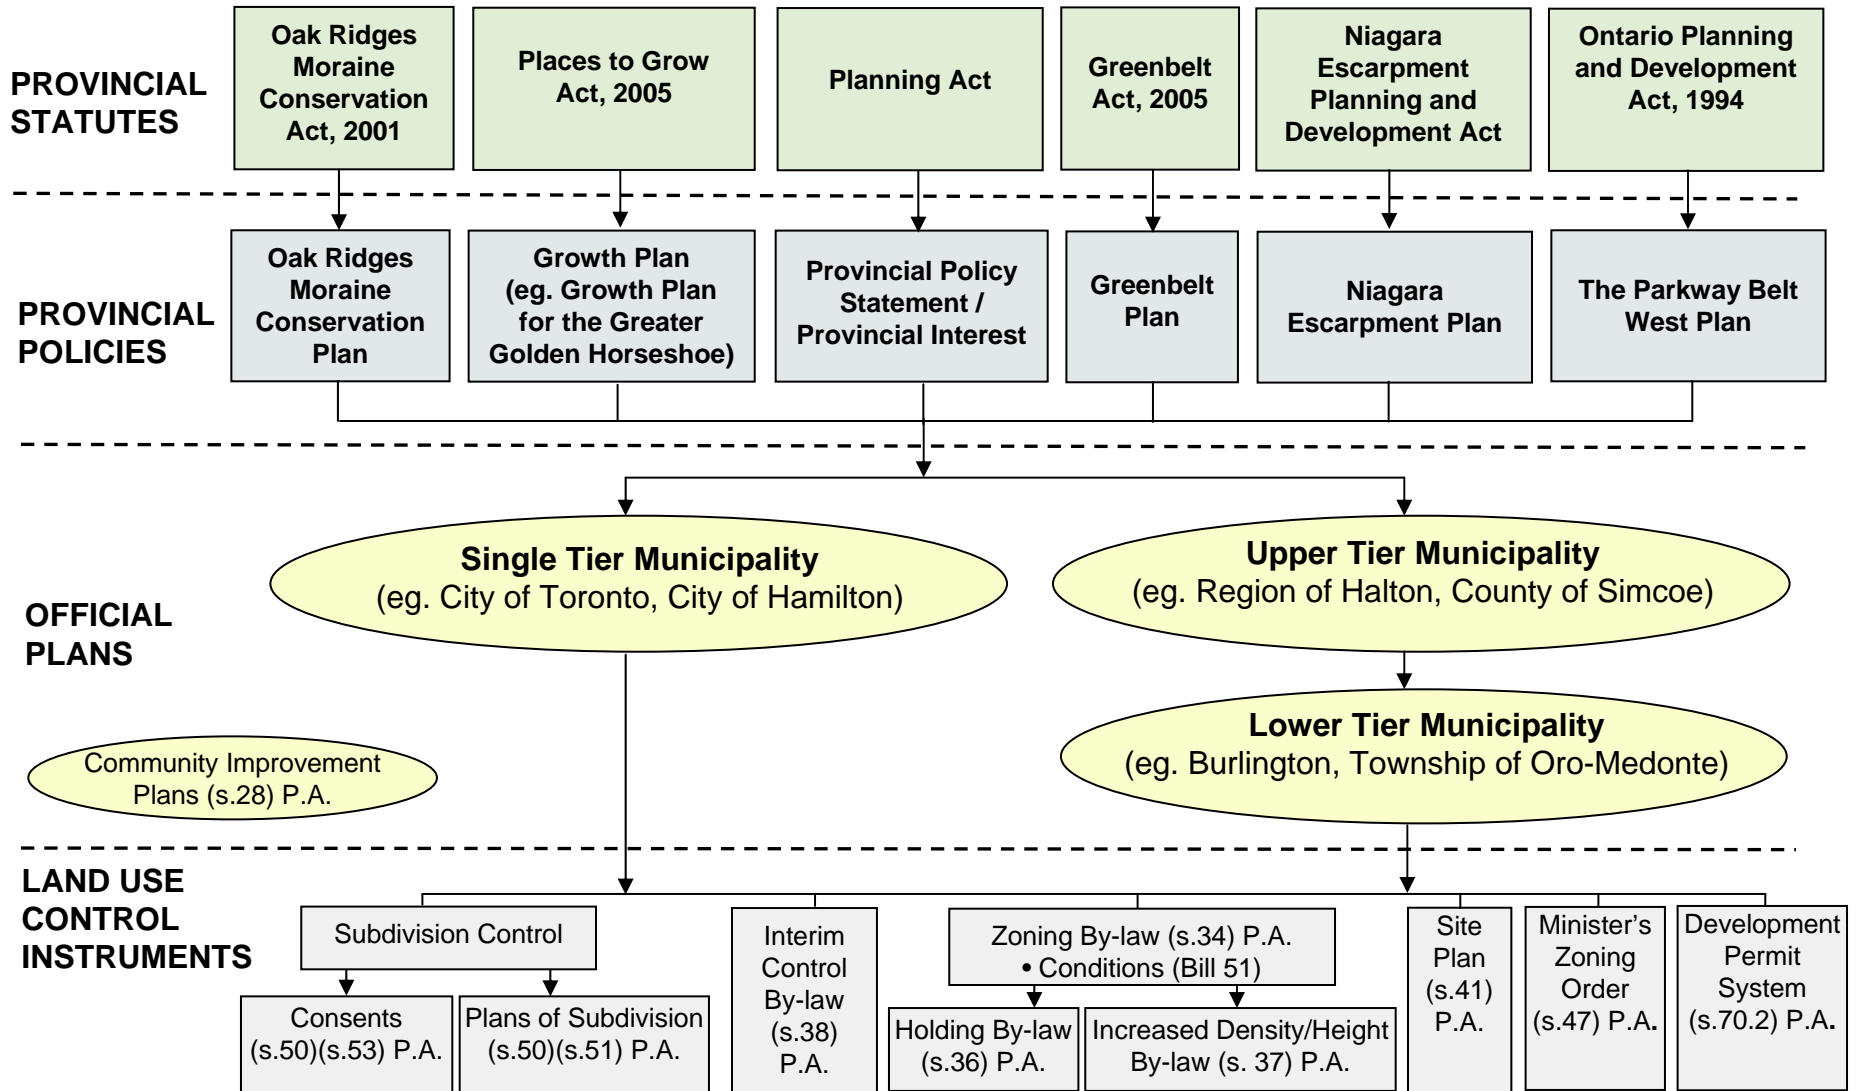 PROVINCIAL
STATUTES
Oak Ridges
Moraine
Conservation
Act, 2001
Places to Grow
Act, 2005
Planning Act
Greenbelt
Act, 2005
Niagara
Escarpment
Planning and
Development Act
Ontario Planning
and Development
Act, 1994
PROVINCIAL
POLICIES
Oak Ridges
Moraine
Conservation
Plan
Growth Plan
(eg. Growth Plan
for the Greater
Golden Horseshoe)
Provincial Policy
Statement /
Provincial Interest
Greenbelt
Plan
Niagara
Escarpment Plan
The Parkway Belt
West Plan
OFFICIAL
PLANS
Single Tier Municipality
(eg. City of Toronto, City of Hamilton)
Upper Tier Municipality
(eg. Region of Halton, County of Simcoe)
Lower Tier Municipality
(eg. Burlington, Township of Oro-Medonte)
Community Improvement
Plans (s.28) P.A.
LAND USE
CONTROL
INSTRUMENTS
Subdivision Control
Consents
(s.50)(s.53) P.A.
Plans of Subdivision
(s.50)(s.51) P.A.
Interim
Control
By-law
(s.38)
P.A.
Zoning By-law (s.34) P.A.
• Conditions (Bill 51)
Holding By-law
(s.36) P.A.
Increased Density/Height
By-law (s. 37) P.A.
Site
Plan
(s.41)
P.A.
Minister’s
Zoning
Order
(s.47) P.A.
Development
Permit
System
(s.70.2) P.A.